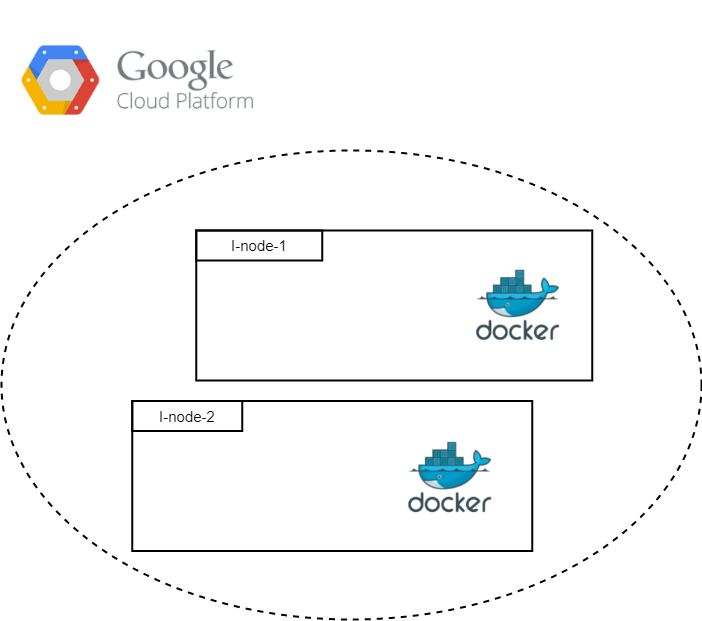 Google
Cloud Platform
l-node-1
docker
l-node-2
docker